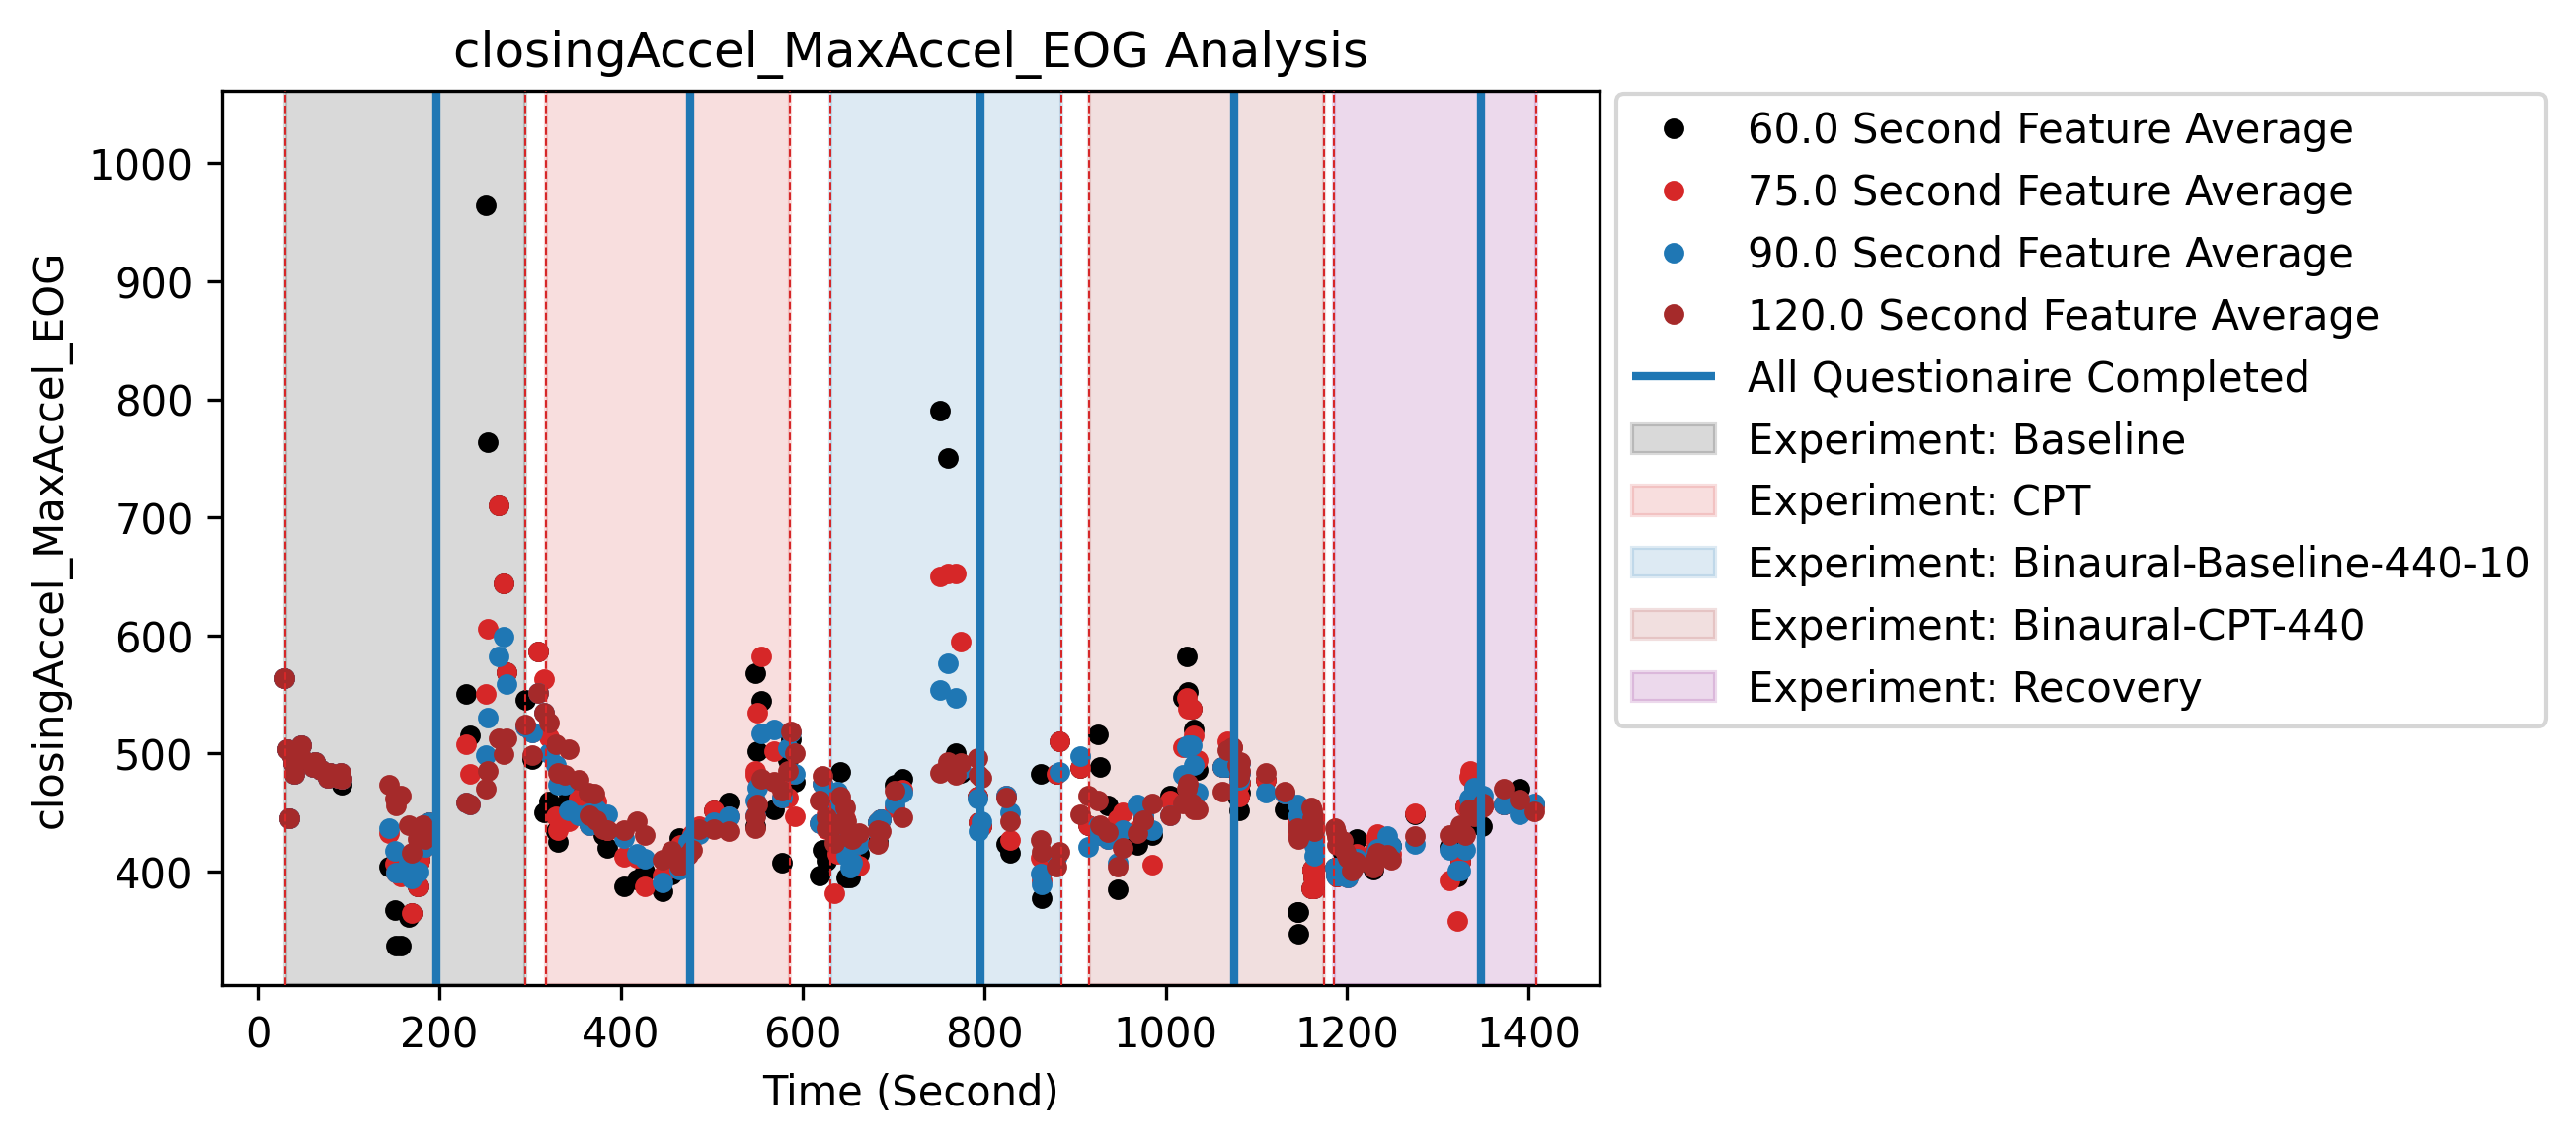 closingAccel_MaxAccel_EOG Analysis
closingAccel_MaxAccel_EOG
1000
900
800
700
600
500
400
0 200 400 600 800 1000 1200 1400
Time (Second)
60.0 Second Feature Average
75.0 Second Feature Average
90.0 Second Feature Average
120.0 Second Feature Average
All Questionaire Completed
Experiment: Baseline
Experiment: CPT
Experiment: Binaural-Baseline-440-10
Experiment: Binaural-CPT-440
Experiment: Recovery